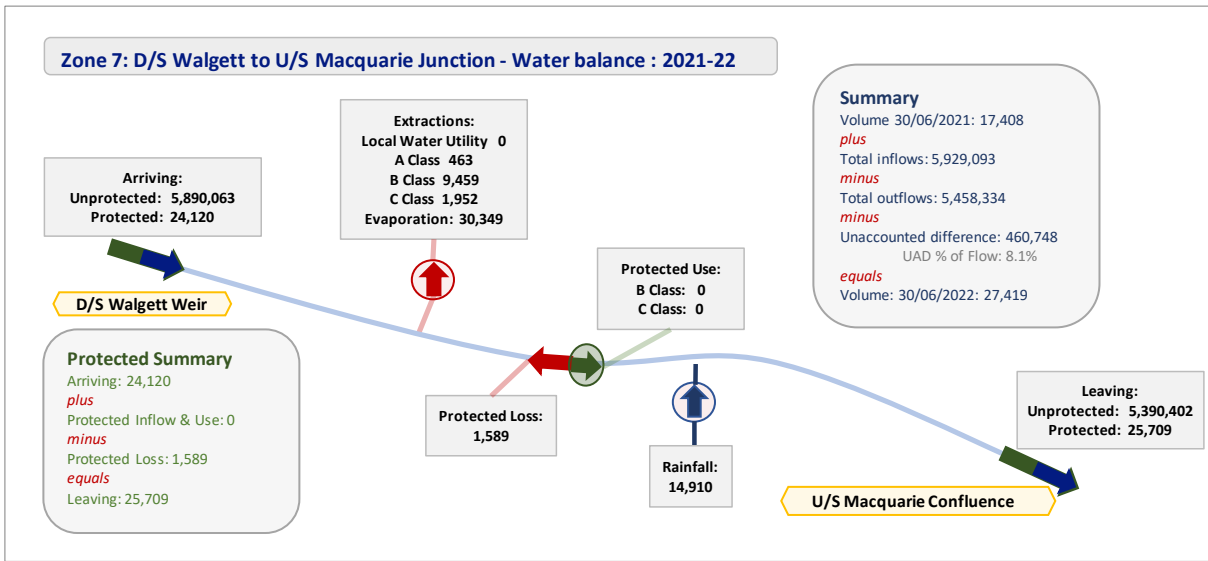 Zone 7: D/S Walgett to U/S Macquarie Junction - Water balance : 2021-22
Arriving:
Unprotected: 5,890,063
Protected: 24,120
Extractions:
Local Water Utility 0
A Class 463
B Class 9,459
C Class 1,952
Evaporation: 30,349
Summary
Volume 30/06/2021: 17,408
plus
Total inflows: 5,929,093
minus
Total outflows: 5,458,334
minus
Unaccounted difference: 460,748
UAD % of Flow: 8.1%
equals
Volume: 30/06/2022: 27,419
D/S Walgett Weir
Protected Use:
B Class: 0
C Class: 0
Protected Summary
Arriving: 24,120
plus
Protected Inflow & Use: 0
minus
Protected Loss: 1,589
equals
Leaving: 25,709
Protected Loss:
1,589
Rainfall:
14,910
Leaving:
Unprotected: 5,390,402
Protected: 25,709
U/S Macquarie Confluence